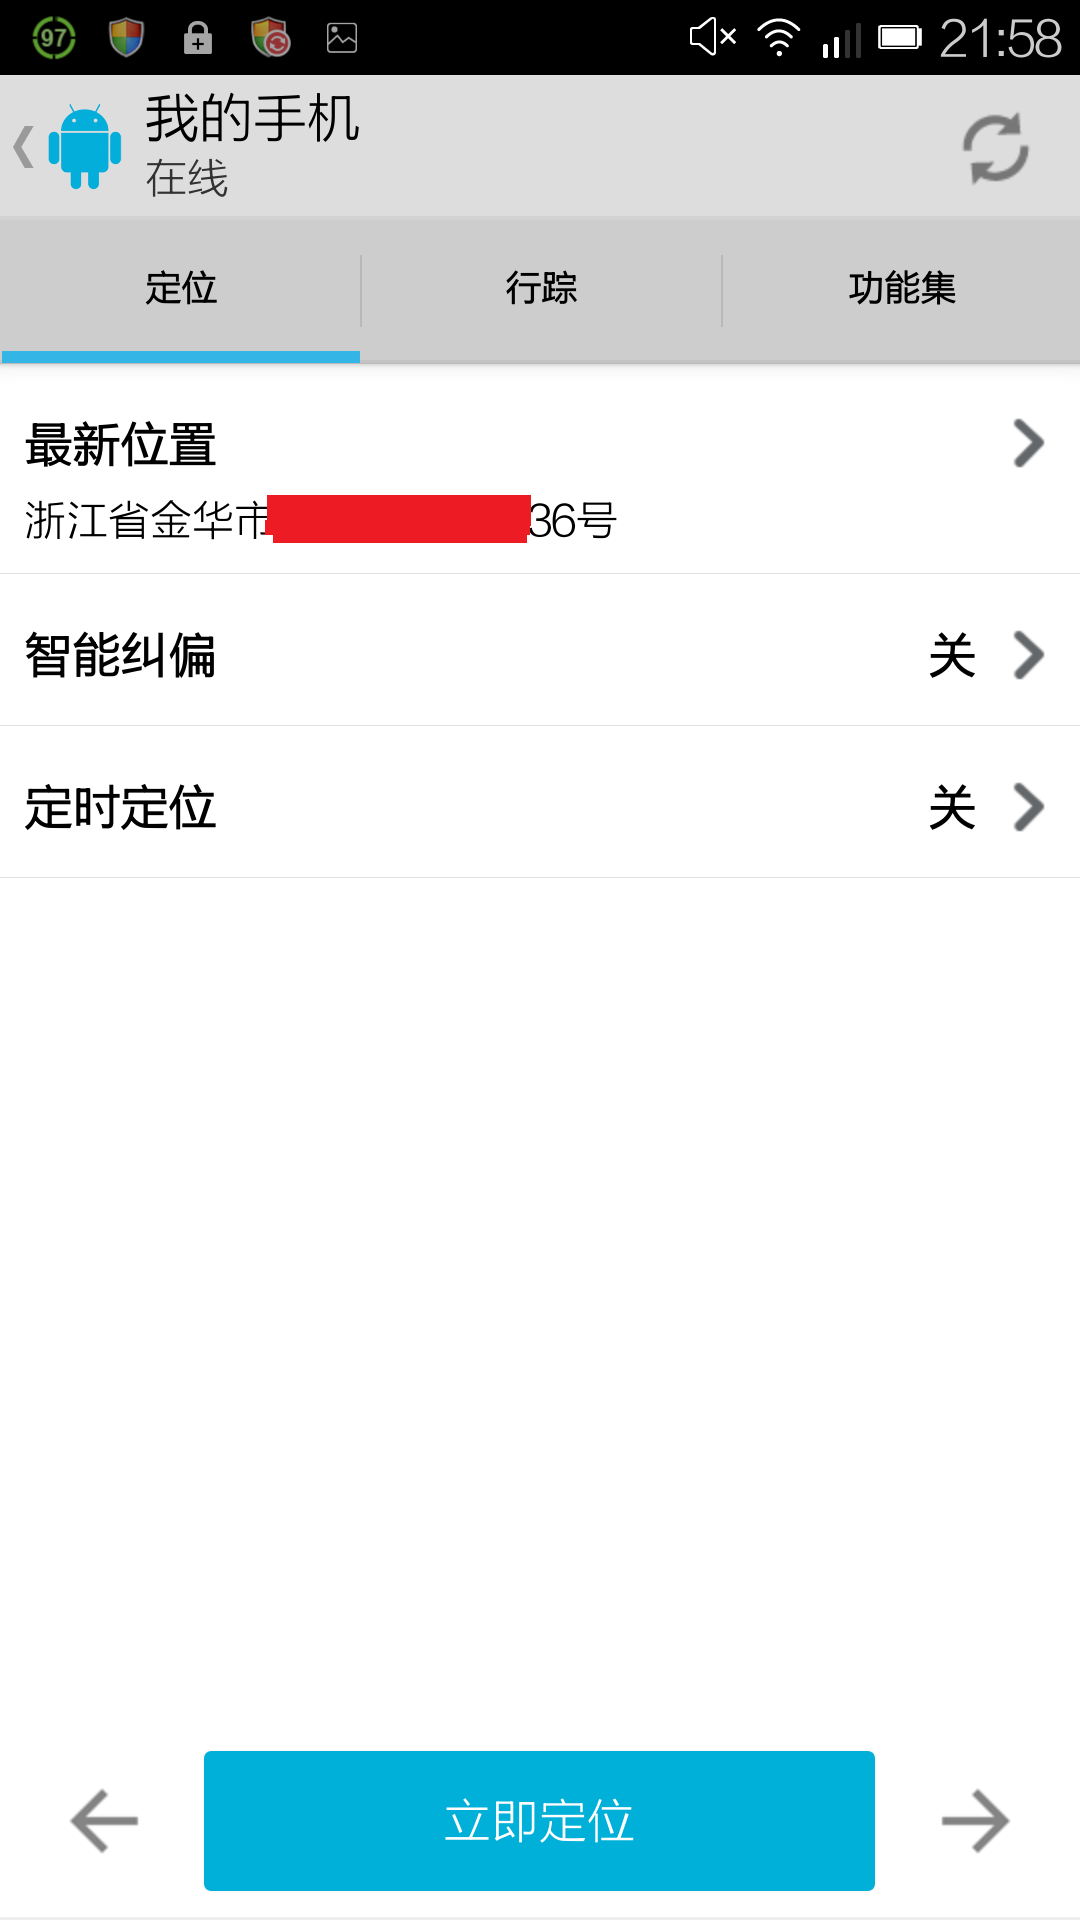 97
21:58
我的手机
在线
定位 行踪 功能集
最新位置
浙江省金华市 36号
智能纠偏 关
定时定位 关
立即定位